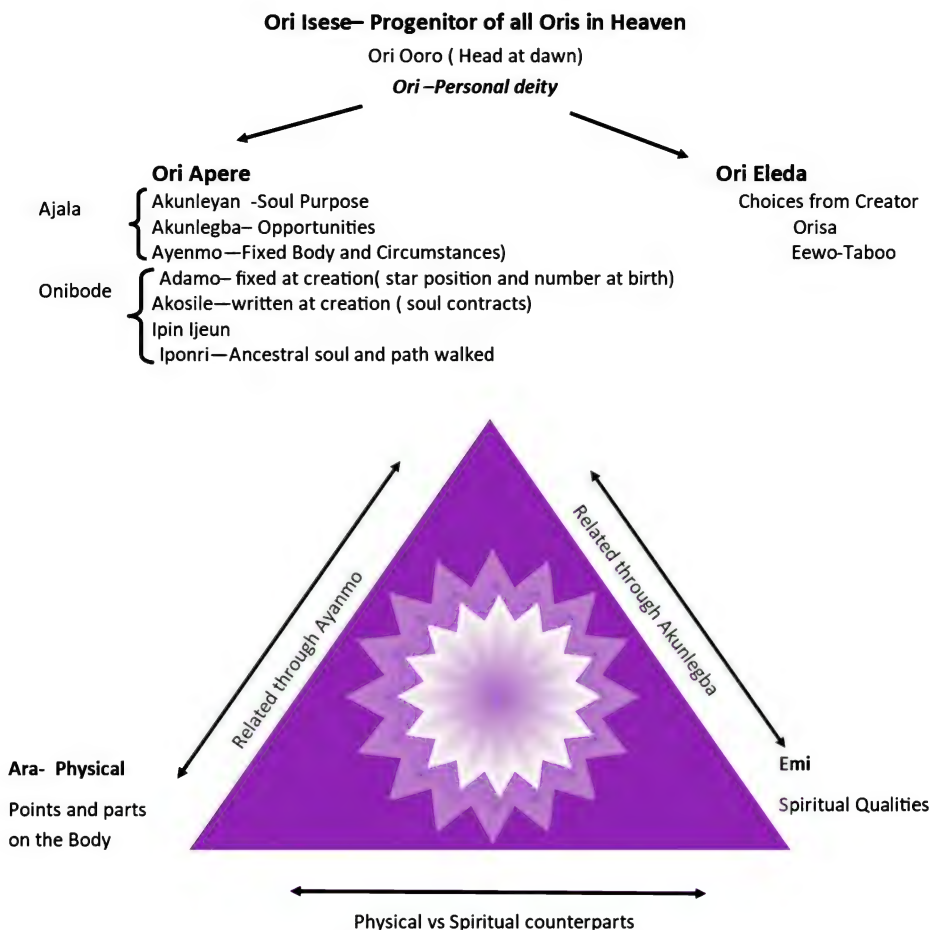 Ori Isese– Progenitor of all Oris in Heaven
Ori Ooro ( Head at dawn)
Ori –Personal deity
Ori Apere
Ajala
Akunleyan -Soul Purpose
Akunlegba– Opportunities
Ayenmo—Fixed Body and Circumstances)
Onibode
Adamo– fixed at creation( star position and number at birth)
Akosile—written at creation ( soul contracts)
Ipin Ijeun
Iponri—Ancestral soul and path walked
Ori Eleda
Choices from Creator
Orisa
Eewo-Taboo
Related through Ayanmo
Related through Akunlegba
Ara- Physical
Points and parts
on the Body
Emi
Spiritual Qualities
Physical vs Spiritual counterparts